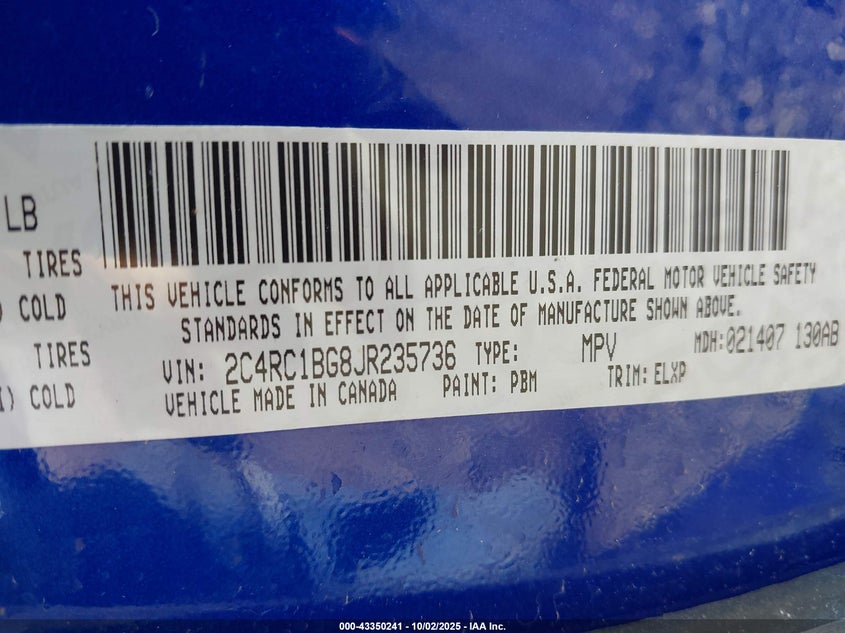 LB
TIRES
COLD
THIS VEHICLE CONFORMS TO ALL APPLICABLE U.S.A. FEDERAL MOTOR VEHICLE SAFETY
STANDARDS IN EFFECT ON THE DATE OF MANUFACTURE SHOWN ABOVE.
TIRES
VIN: 2C4RC1BG8JR235736 TYPE: MPV MDH:021407 130AB
) COLD
VEHICLE MADE IN CANADA PAINT: PBM TRIM: ELXP
000-43350241 - 10/02/2025 - IAA Inc.